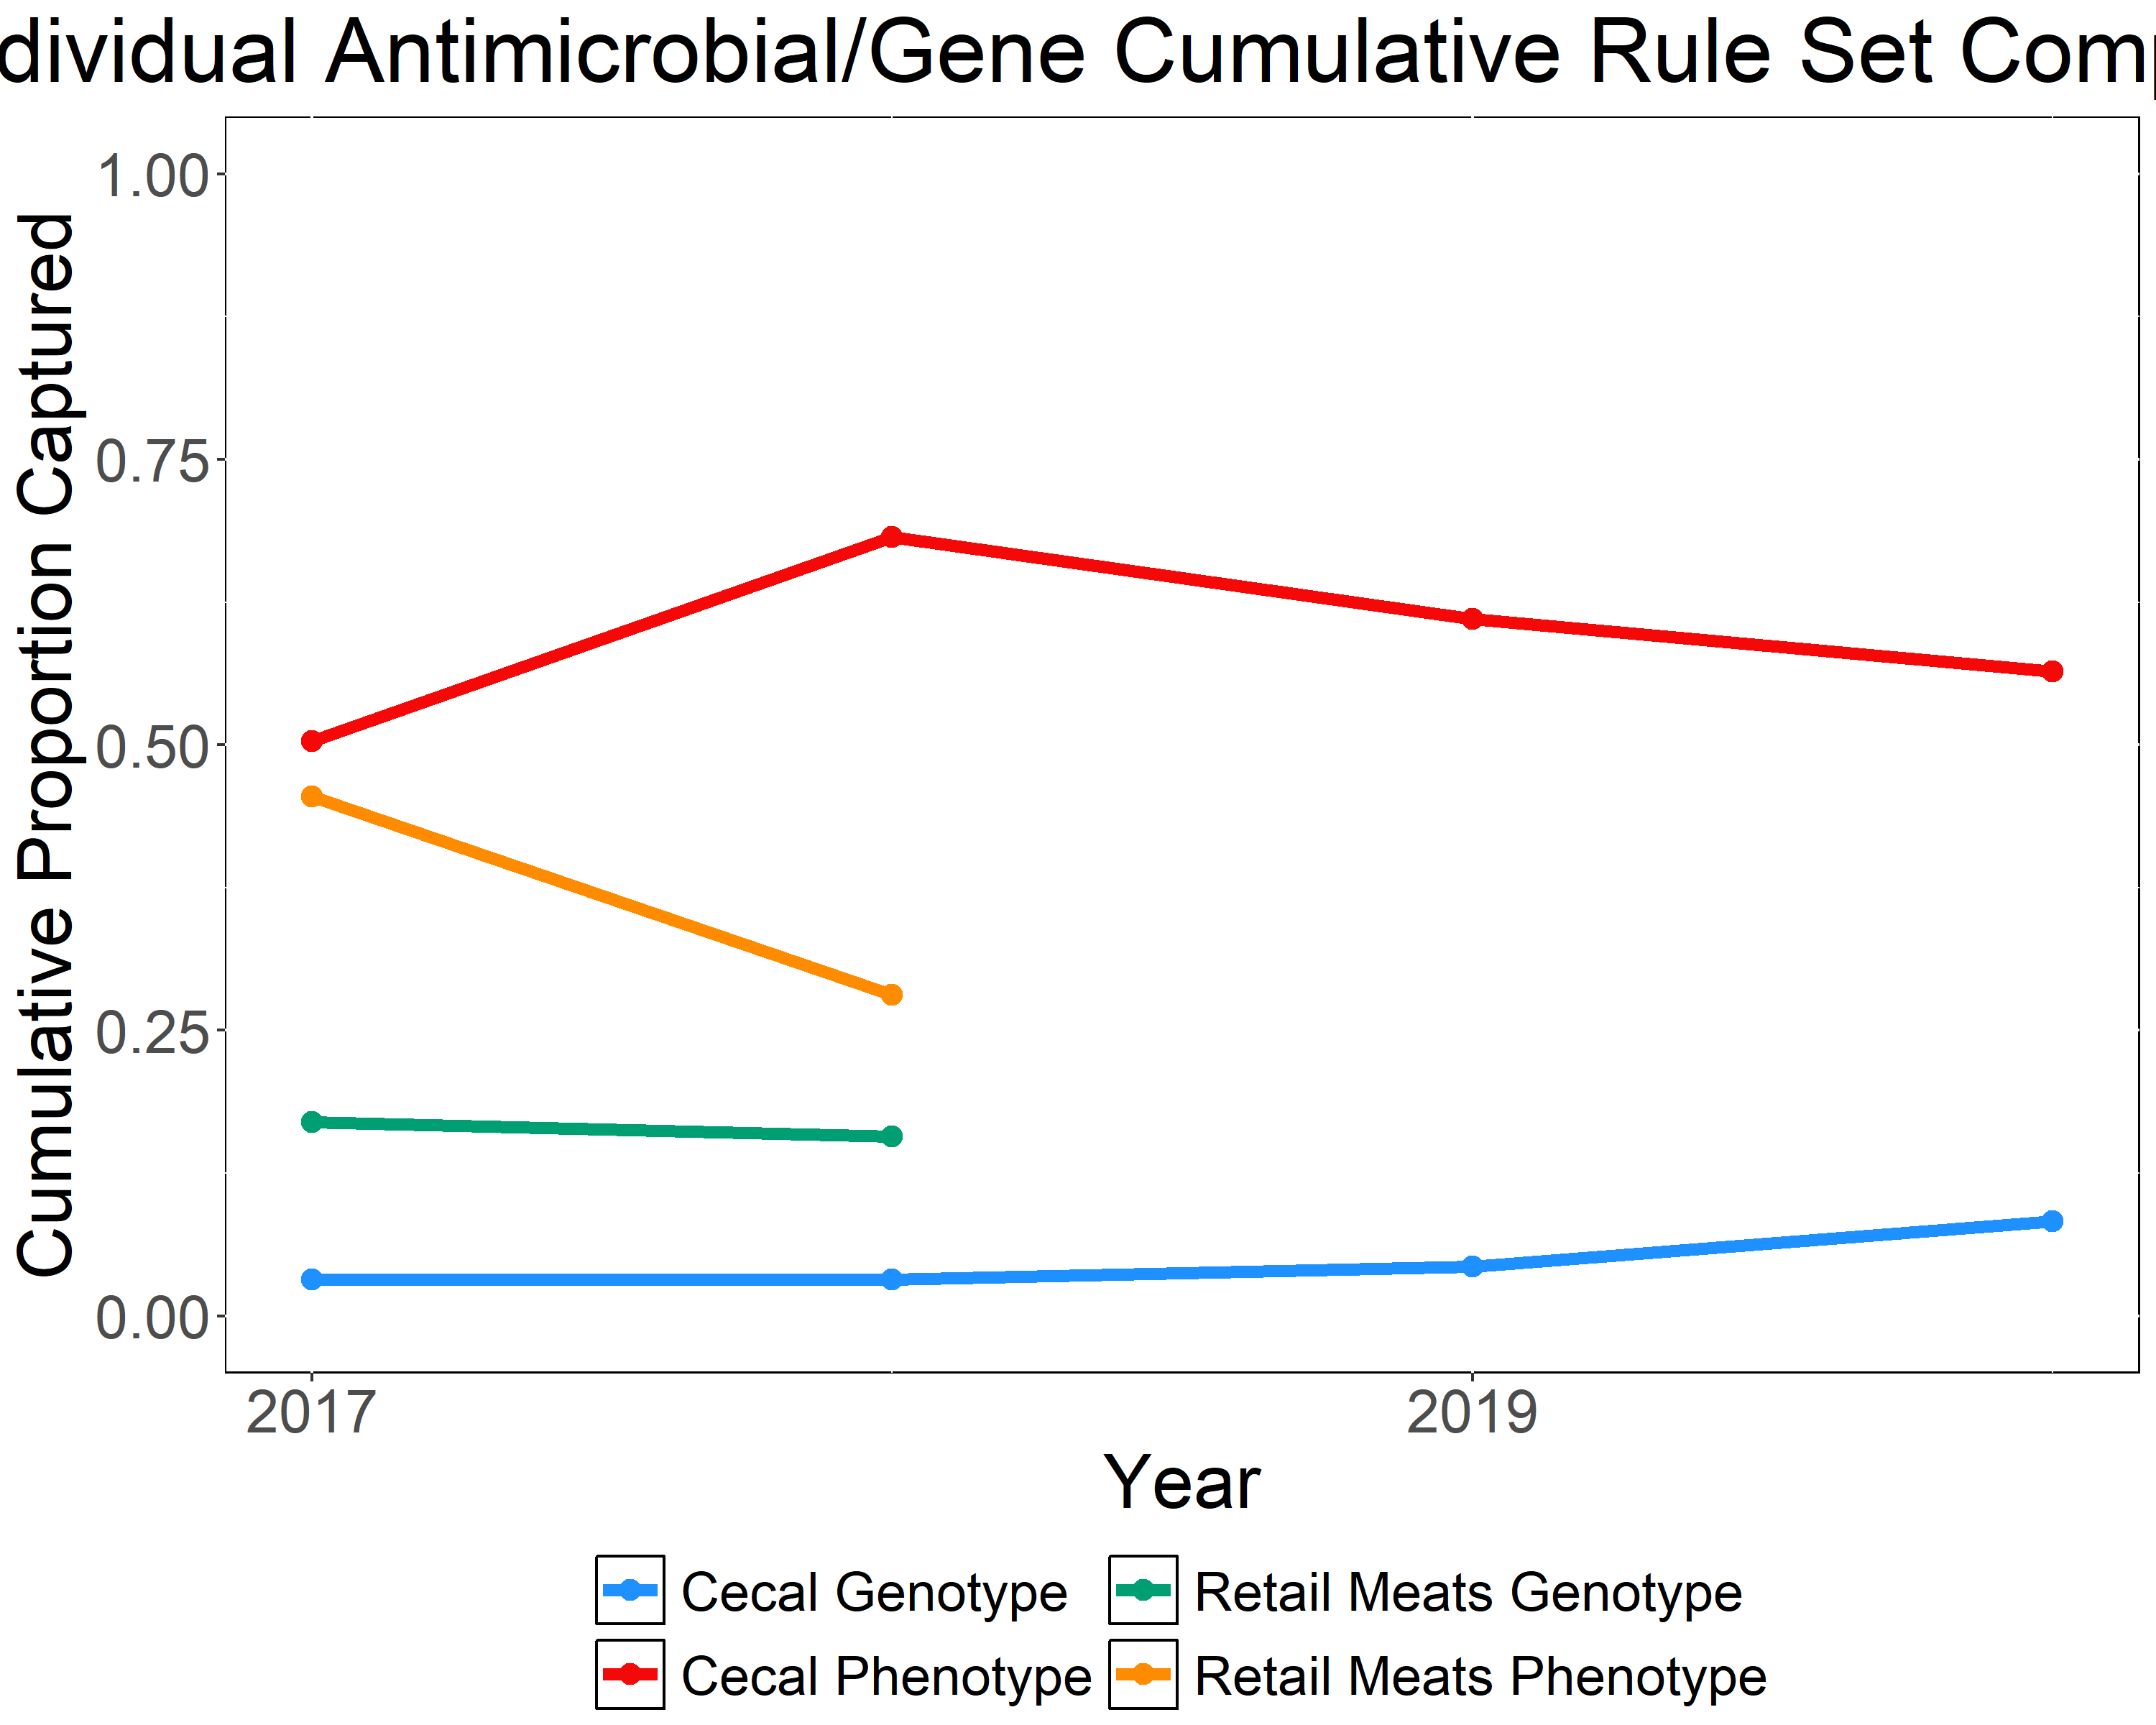 dividual Antimicrobial/Gene Cumulative Rule Set Comp
Cumulative Proportion Captured
1.00
0.75
0.50
0.25
0.00
2017 2019
Year
Cecal Genotype Retail Meats Genotype
Cecal Phenotype Retail Meats Phenotype